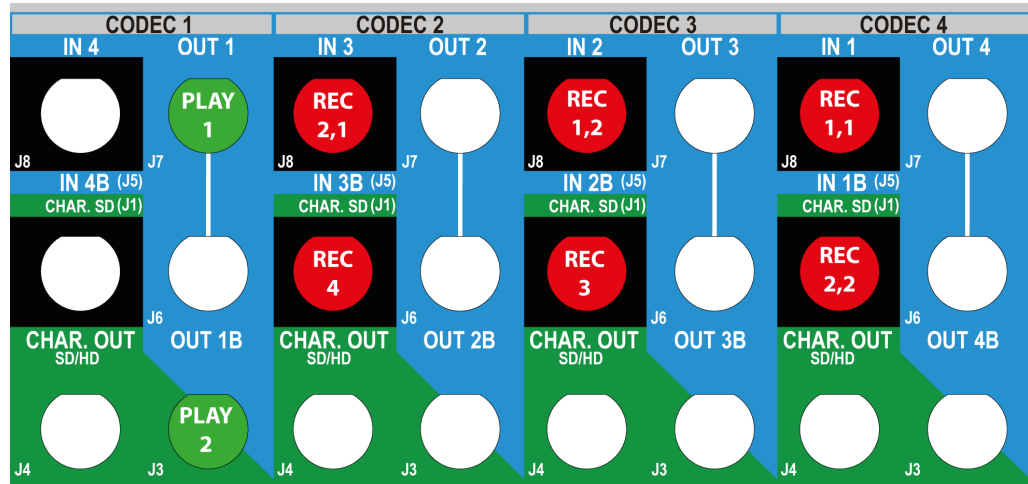 CODEC 1 CODEC 2 CODEC 3 CODEC 4
IN 4 OUT 1 IN 3 OUT 2 IN 2 OUT 3 IN 1 OUT 4
PLAY 1 REC 2,1 REC 1,2 REC 1,1
J8 J7 J8 J7 J8 J7 J8 J7
IN 4B (J5) IN 3B (J5) IN 2B (J5) IN 1B (J5)
CHAR. SD (J1) CHAR. SD (J1) CHAR. SD (J1) CHAR. SD (J1)
REC 4 REC 3 REC 2,2
J6 J6 J6 J6
CHAR. OUT OUT 1B CHAR. OUT OUT 2B CHAR. OUT OUT 3B CHAR. OUT OUT 4B
SD/HD SD/HD SD/HD SD/HD
PLAY 2
J4 J3 J4 J3 J4 J3 J4 J3